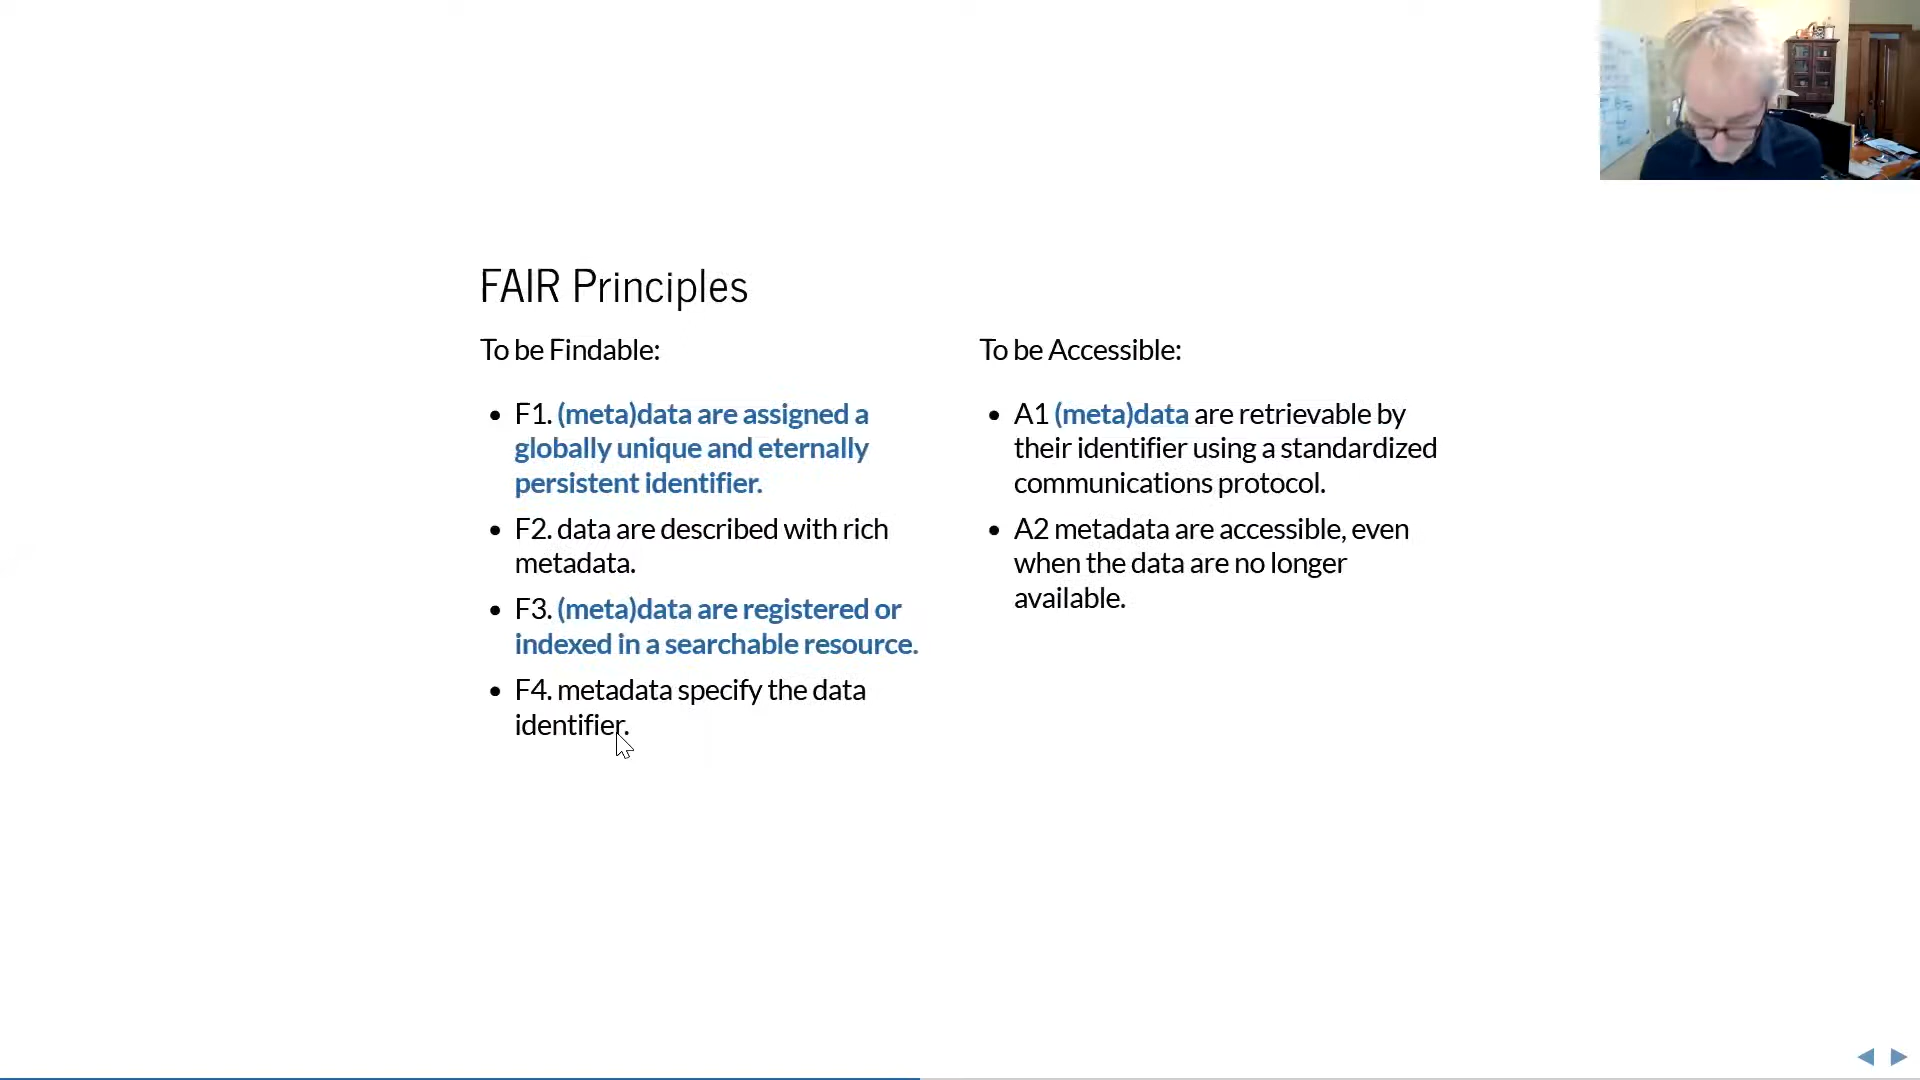 FAIR Principles
To be Findable:
F1. (meta)data are assigned a
globally unique and eternally
persistent identifier.
F2. data are described with rich
metadata.
F3. (meta)data are registered or
indexed in a searchable resource.
F4. metadata specify the data
identifier.
To be Accessible:
A1 (meta)data are retrievable by
their identifier using a standardized
communications protocol.
A2 metadata are accessible, even
when the data are no longer
available.